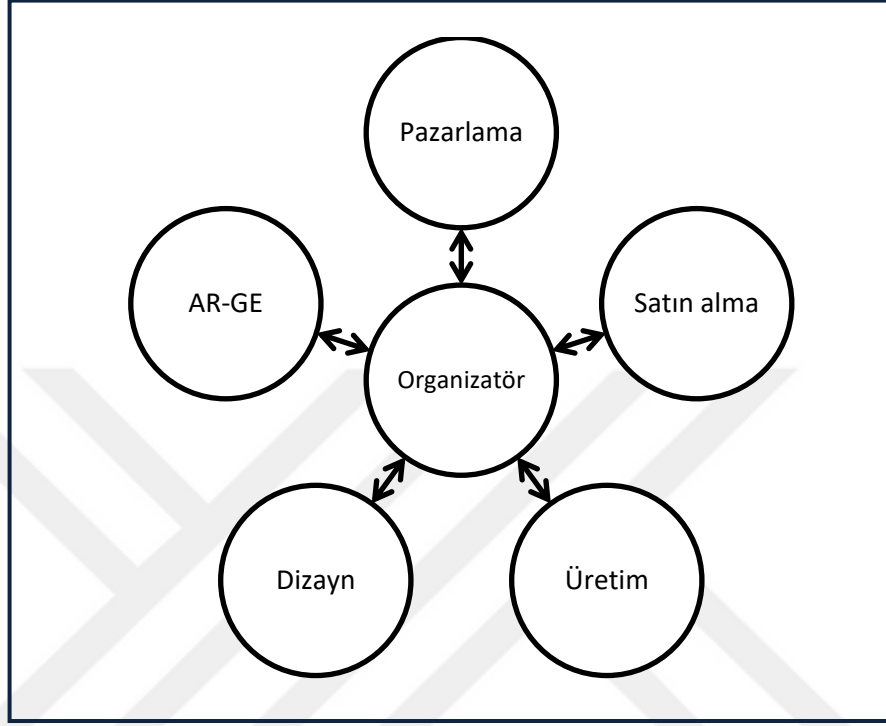 Pazarlama
AR-GE
Satın alma
Organizatör
Dizayn
Üretim